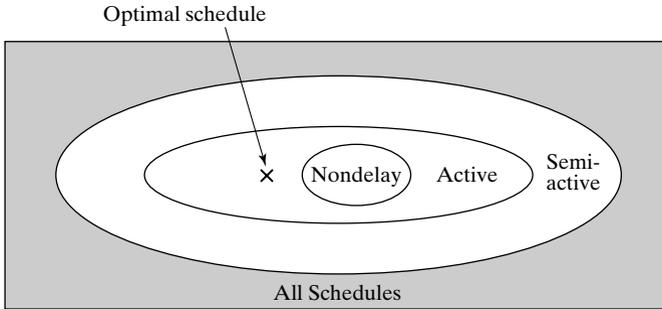 Optimal schedule
Nondelay
Active
Semi-
active
All Schedules